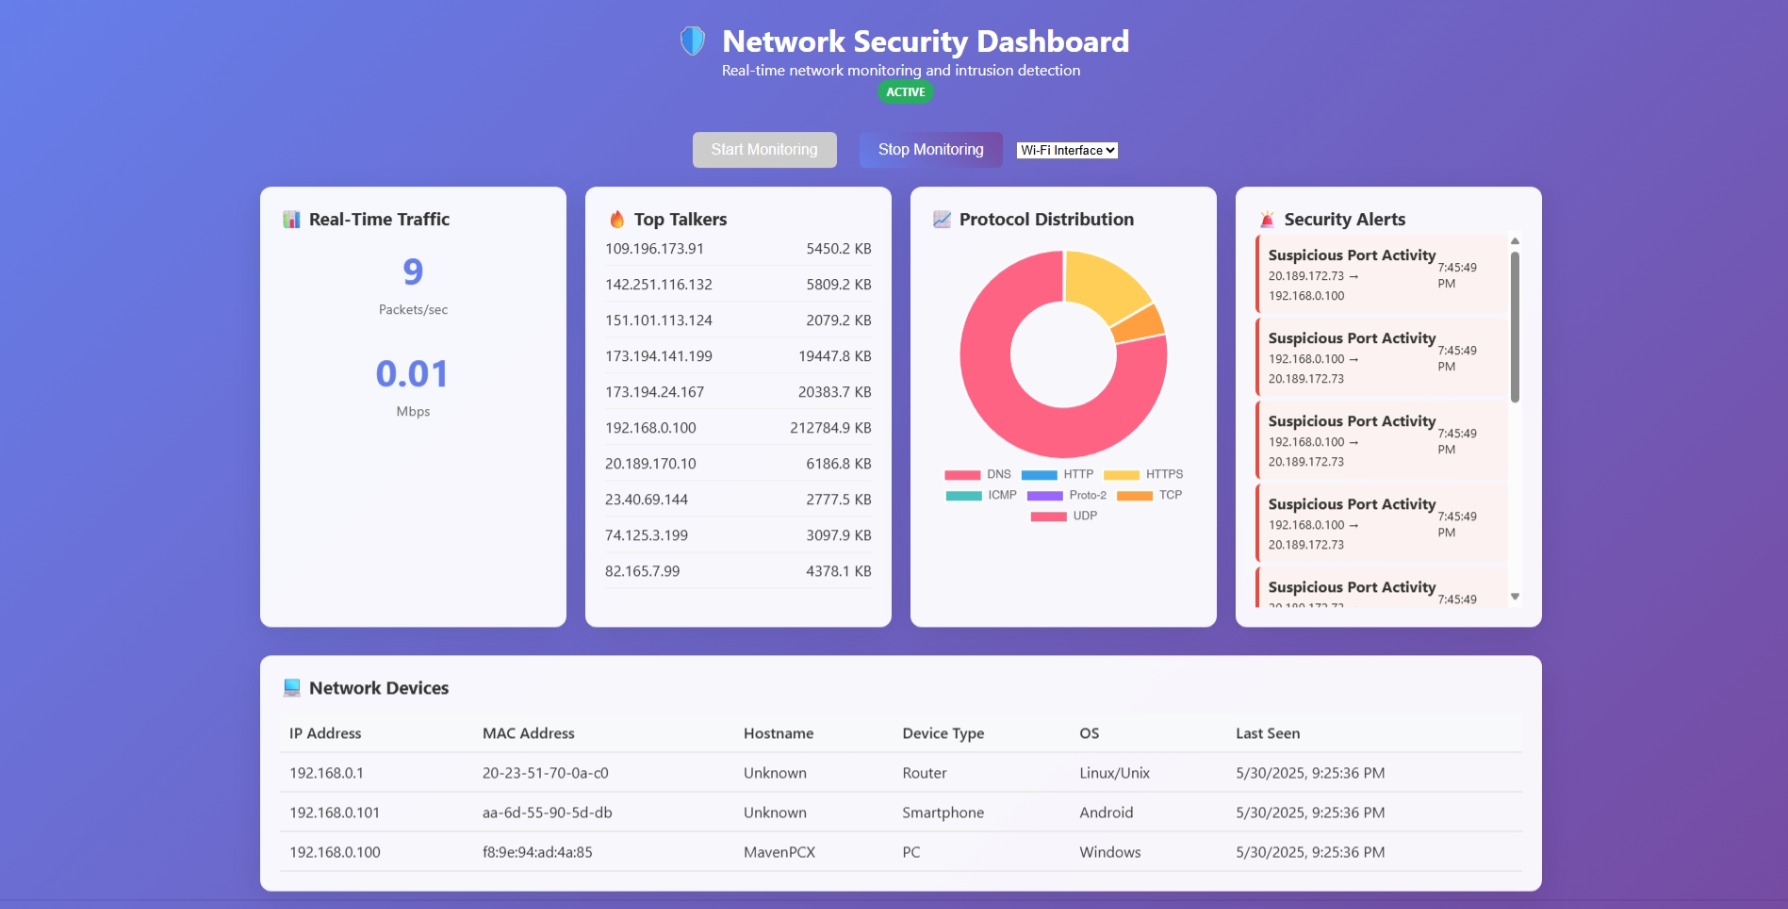 Network Security Dashboard
Real-time network monitoring and intrusion detection
ACTIVE
Start Monitoring
Stop Monitoring
Wi-Fi Interface
Real-Time Traffic
9
Packets/sec
0.01
Mbps
Top Talkers
109.196.173.91 5450.2 KB
142.251.116.132 5809.2 KB
151.101.113.124 2079.2 KB
173.194.141.199 19447.8 KB
173.194.24.167 20383.7 KB
192.168.0.100 212784.9 KB
20.189.170.10 6186.8 KB
23.40.69.144 2777.5 KB
74.125.3.199 3097.9 KB
82.165.7.99 4378.1 KB
Protocol Distribution
DNS HTTP HTTPS
ICMP Proto-2 TCP
UDP
Security Alerts
Suspicious Port Activity
20.189.172.73 →
192.168.0.100
7:45:49
PM
Suspicious Port Activity
192.168.0.100 →
20.189.172.73
7:45:49
PM
Suspicious Port Activity
192.168.0.100 →
20.189.172.73
7:45:49
PM
Suspicious Port Activity
192.168.0.100 →
20.189.172.73
7:45:49
PM
Suspicious Port Activity
7:45:49
Network Devices
IP Address MAC Address Hostname Device Type OS Last Seen
192.168.0.1 20-23-51-70-0a-c0 Unknown Router Linux/Unix 5/30/2025, 9:25:36 PM
192.168.0.101 aa-6d-55-90-5d-db Unknown Smartphone Android 5/30/2025, 9:25:36 PM
192.168.0.100 f8:9e:94:ad:4a:85 MavenPCX PC Windows 5/30/2025, 9:25:36 PM